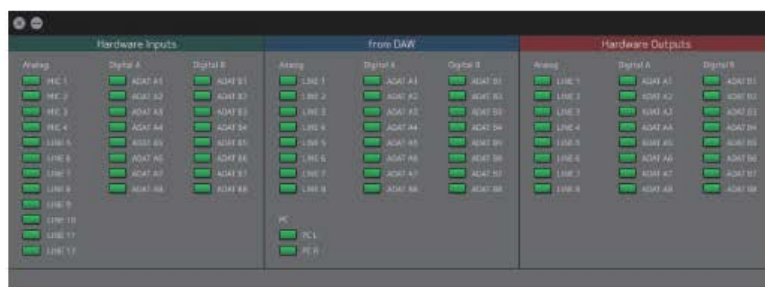 Hardware Inputs
from DAW
Hardware Outputs
Analog Digital A Digital B
MIC 1 ADAT A1 ADAT B1
MIC 2 ADAT A2 ADAT B2
MIC 3 ADAT A3 ADAT B3
MIC 4 ADAT A4 ADAT B4
LINE 5 ADAT A5 ADAT B5
LINE 6 ADAT A6 ADAT B6
LINE 7 ADAT A7 ADAT B7
LINE 8 ADAT A8 ADAT B8
LINE 9
LINE 10
LINE 11
LINE 12
Analog Digital A Digital B
LINE 1 ADAT A1 ADAT B1
LINE 2 ADAT A2 ADAT B2
LINE 3 ADAT A3 ADAT B3
LINE 4 ADAT A4 ADAT B4
LINE 5 ADAT A5 ADAT B5
LINE 6 ADAT A6 ADAT B6
LINE 7 ADAT A7 ADAT B7
LINE 8 ADAT A8 ADAT B8
PC
PC L
PC R
Analog Digital A Digital B
LINE 1 ADAT A1 ADAT B1
LINE 2 ADAT A2 ADAT B2
LINE 3 ADAT A3 ADAT B3
LINE 4 ADAT A4 ADAT B4
LINE 5 ADAT A5 ADAT B5
LINE 6 ADAT A6 ADAT B6
LINE 7 ADAT A7 ADAT B7
LINE 8 ADAT A8 ADAT B8